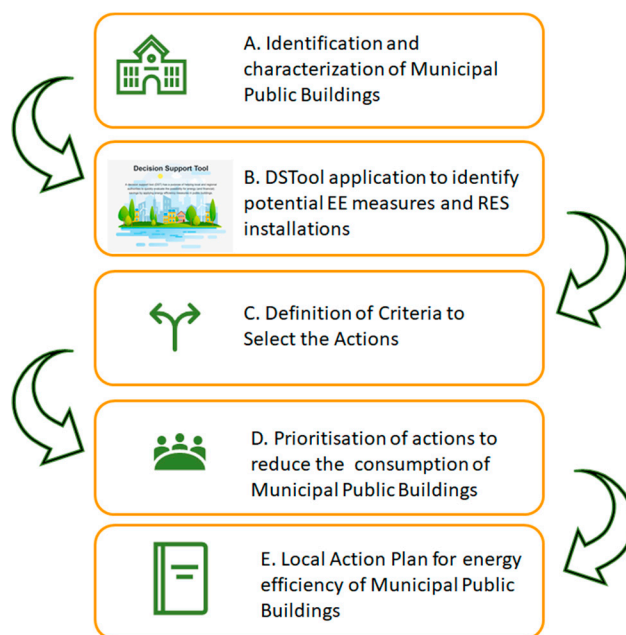 A. Identification and
characterization of Municipal
Public Buildings
Decision Support Tool
B. DSTool application to identify
potential EE measures and RES
installations
C. Definition of Criteria to
Select the Actions
D. Prioritisation of actions to
reduce the consumption of
Municipal Public Buildings
E. Local Action Plan for energy
efficiency of Municipal Public
Buildings